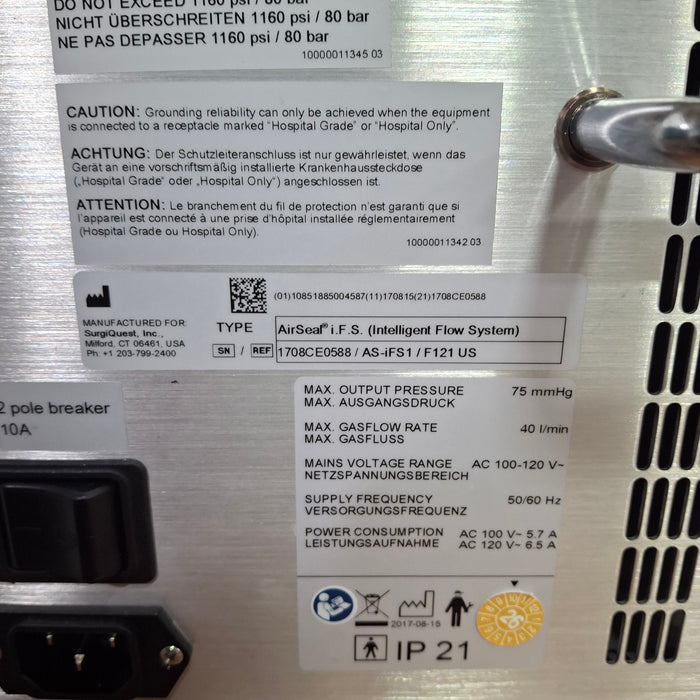 DO NOT EXCEED 1160 psi / 80 bar
NICHT ÜBERSCHREITEN 1160 psi / 80 bar
NE PAS DEPASSER 1160 psi / 80 bar
10000011345 03
CAUTION: Grounding reliability can only be achieved when the equipment
is connected to a receptacle marked "Hospital Grade" or "Hospital Only".
ACHTUNG: Der Schutzleiteranschluss ist nur gewährleistet, wenn das
Gerät an eine vorschriftsmäßig installierte Krankenhaussteckdose
(„Hospital Grade" oder „Hospital Only") angeschlossen ist.
ATTENTION: Le branchement du fil de protection n'est garanti que si
l'appareil est connecté à une prise d'hôpital installée réglementairement
(Hospital Grade ou Hospital Only).
10000011342 03
(01)10851885004587(11)170815(21)1708CE0588
MANUFACTURED FOR:
SurgiQuest, Inc.,
Milford, CT 06461, USA
Ph: +1 203-799-2400
TYPE AirSeal® i.F.S. (Intelligent Flow System)
SN / REF 1708CE0588 / AS-iFS1 / F121 US
2 pole breaker
10A
MAX. OUTPUT PRESSURE 75 mmHg
MAX. AUSGANGSDRUCK
MAX. GASFLOW RATE 40 l/min
MAX. GASFLUSS
MAINS VOLTAGE RANGE AC 100-120 V~
NETZSPANNUNGSBEREICH
SUPPLY FREQUENCY 50/60 Hz
VERSORGUNGSFREQUENZ
POWER CONSUMPTION AC 100 V~ 5.7 A
LEISTUNGSAUFNAHME AC 120 V~ 6.5 A
2017-08-15
IP 21